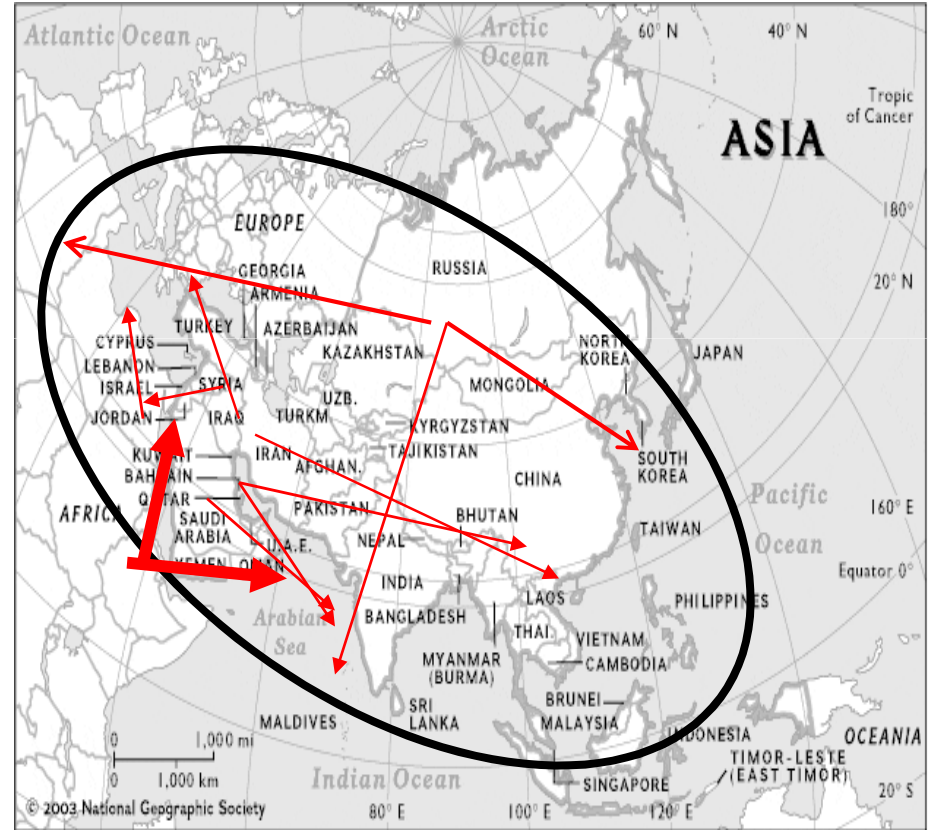 Atlantic Ocean
Arctic
Ocean
60° N
40° N
Tropic
of Cancer
ASIA
180°
EUROPE
GEORGIA
ARMENIA
RUSSIA
20° N
TURKEY
AZERBAIJAN
CYPRUS
KAZAKHSTAN
NORTH
KOREA
JAPAN
LEBANON
ISRAEL
SYRIA
MONGOLIA
UZB.
JORDAN
IRAQ
TURKM.
KYRGYZSTAN
KUWAIT
IRAN
AFGHAN.
TAJIKISTAN
SOUTH
KOREA
BAHRAIN
CHINA
QATAR
PAKISTAN
Pacific
Ocean
AFRICA
SAUDI
ARABIA
BHUTAN
160° E
TAIWAN
U.A.E.
NEPAL
YEMEN
OMAN
INDIA
Equator 0°
LAOS
PHILIPPINES
Arabian
Sea
BANGLADESH
THAI.
VIETNAM
MYANMAR
(BURMA)
CAMBODIA
BRUNEI
SRI
LANKA
MALDIVES
MALAYSIA
INDONESIA
OCEANIA
0
1,000 mi
TIMOR-LESTE
(EAST TIMOR)
1,000 km
Indian Ocean
SINGAPORE
20° S
© 2003 National Geographic Society
80° E
100° E
120° E